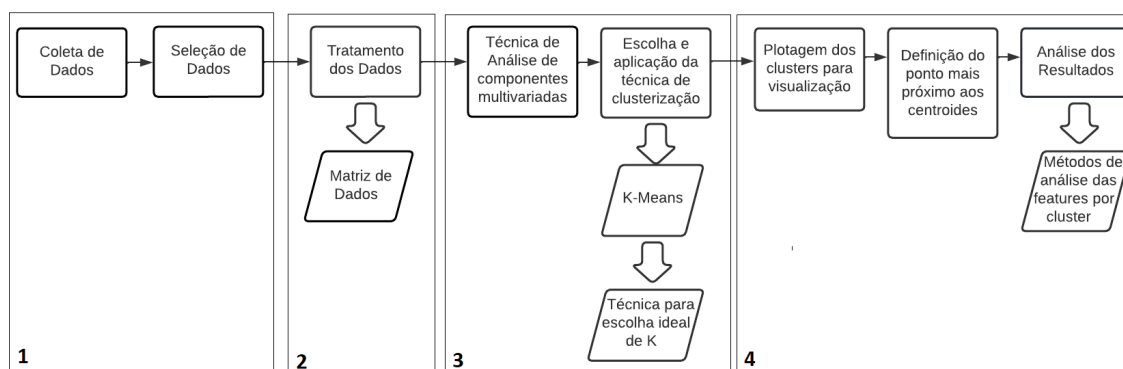 Coleta de
Dados
Seleção de
Dados
1
Tratamento
dos Dados
Matriz de
Dados
2
Técnica de
Análise de
componentes
multivariadas
Escolha e
aplicação da
técnica de
clusterização
K-Means
Técnica para
escolha ideal
de K
3
Plotagem dos
clusters para
visualização
Definição do
ponto mais
próximo aos
centroides
Análise dos
Resultados
Métodos de
análise das
features por
cluster
4